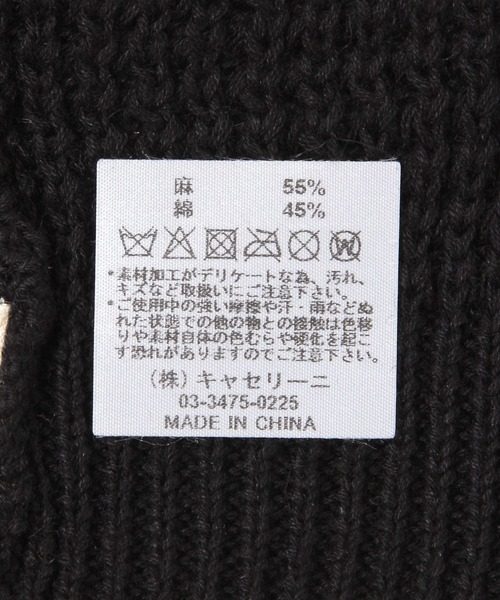 麻 55%
綿 45%
W
*素材加工がデリケートな為、汚れ、
キズなど取扱いにご注意下さい。
*ご使用中の強い摩擦や汗・雨などぬ
れた状態での他の物との接触は色移
りや素材自体の色むらや硬化を起こ
す恐れがありますのでご注意下さい。
(株)キャセリーニ
03-3475-0225
MADE IN CHINA